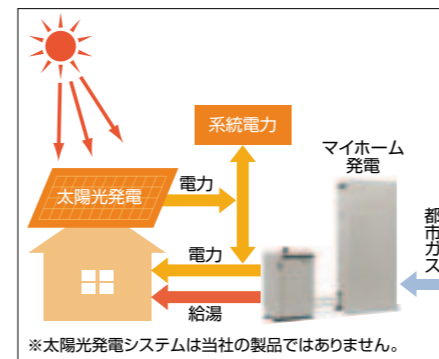 系統電力
マイホーム
発電
太陽光発電
電力
都市ガス
電力
給湯
※太陽光発電システムは当社の製品ではありません。